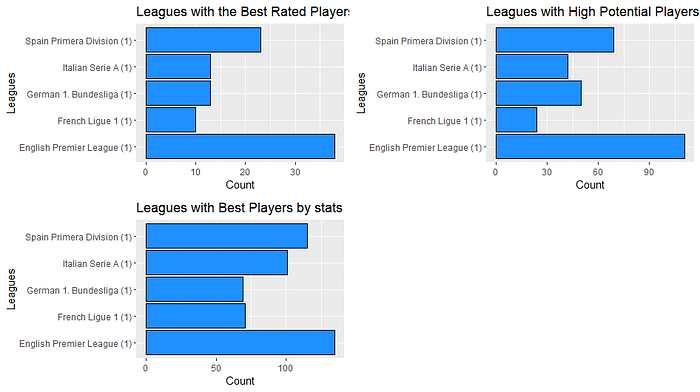 Leagues with the Best Rated Players
Leagues
Spain Primera Division (1)
Italian Serie A (1)
German 1. Bundesliga (1)
French Ligue 1 (1)
English Premier League (1)
0 10 20 30
Count
Leagues with High Potential Players
Leagues
Spain Primera Division (1)
Italian Serie A (1)
German 1. Bundesliga (1)
French Ligue 1 (1)
English Premier League (1)
0 30 60 90
Count
Leagues with Best Players by stats
Leagues
Spain Primera Division (1)
Italian Serie A (1)
German 1. Bundesliga (1)
French Ligue 1 (1)
English Premier League (1)
0 50 100
Count